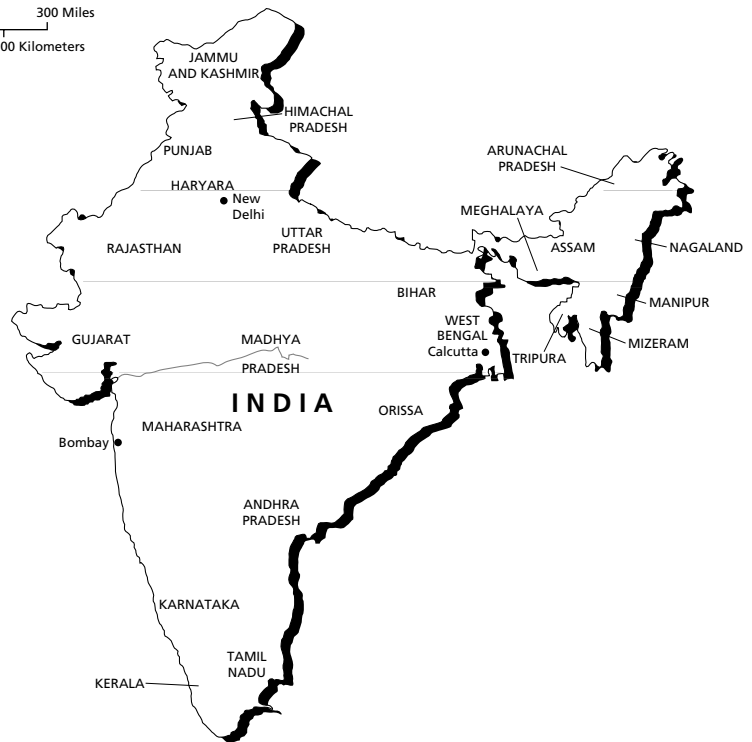 300 Miles
00 Kilometers
JAMMU
AND KASHMIR
HIMACHAL
PRADESH
PUNJAB
ARUNACHAL
PRADESH
HARYARA
New
Delhi
MEGHALAYA
UTTAR
PRADESH
RAJASTHAN
ASSAM
NAGALAND
BIHAR
MANIPUR
WEST
BENGAL
Calcutta
GUJARAT
MADHYA
PRADESH
TRIPURA
MIZERAM
INDIA
ORISSA
MAHARASHTRA
Bombay
ANDHRA
PRADESH
KARNATAKA
TAMIL
NADU
KERALA